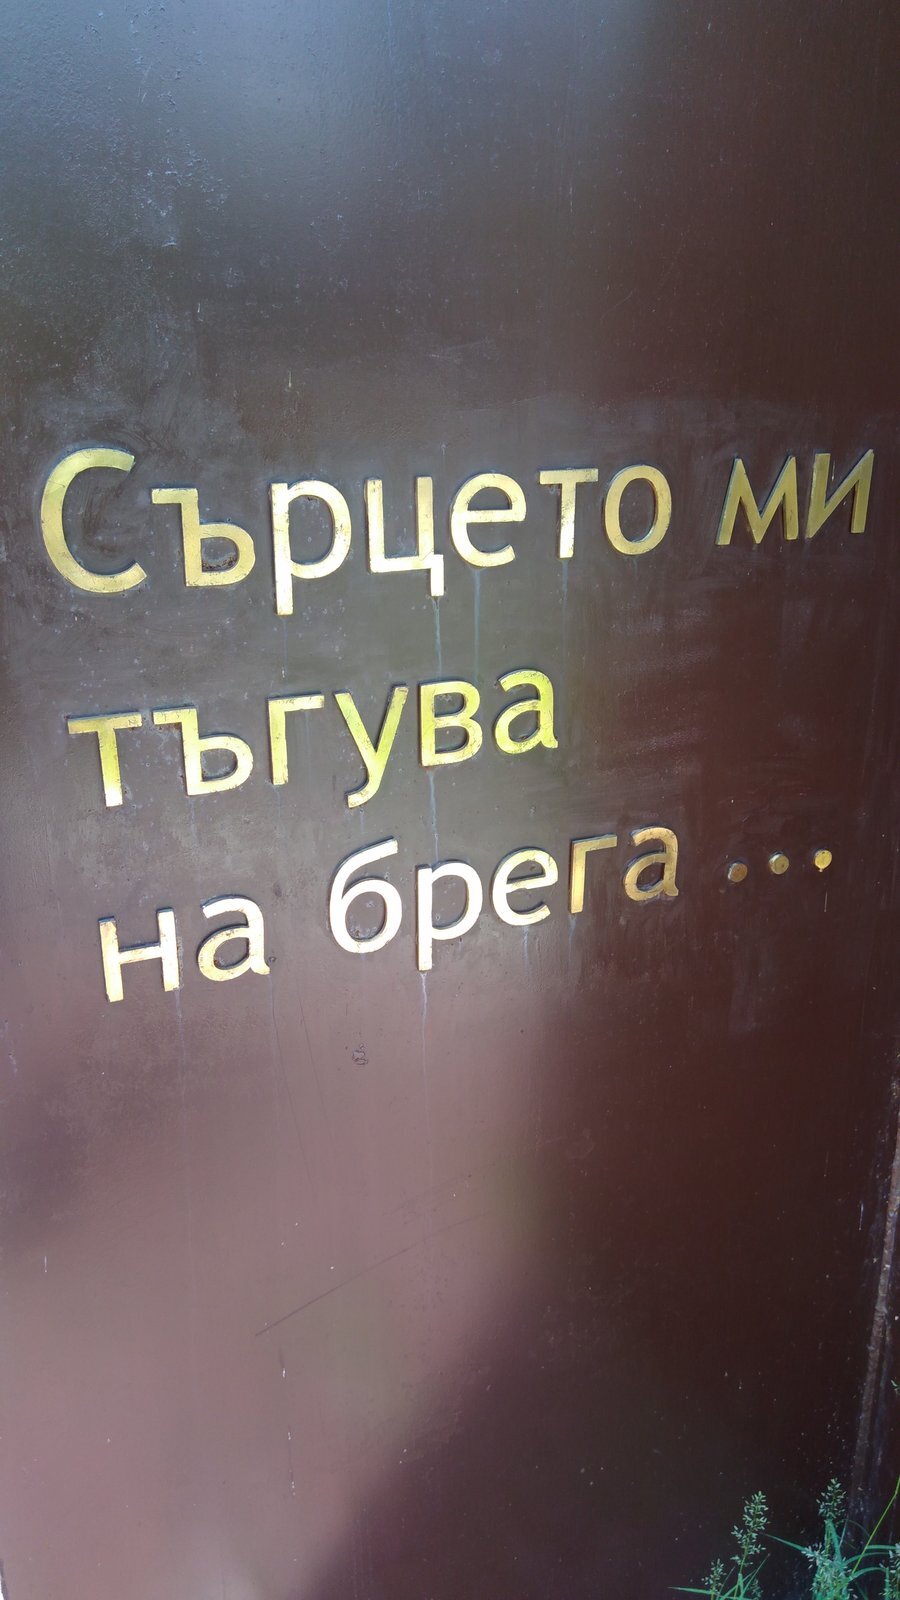 Сърцето ми
тъгува
на брега ...